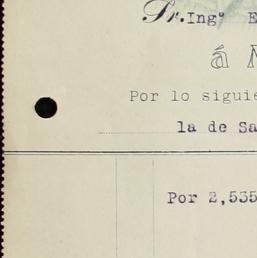 Sr. Ingº E
á M
Por lo siguie
la de Sa
Por 2,535